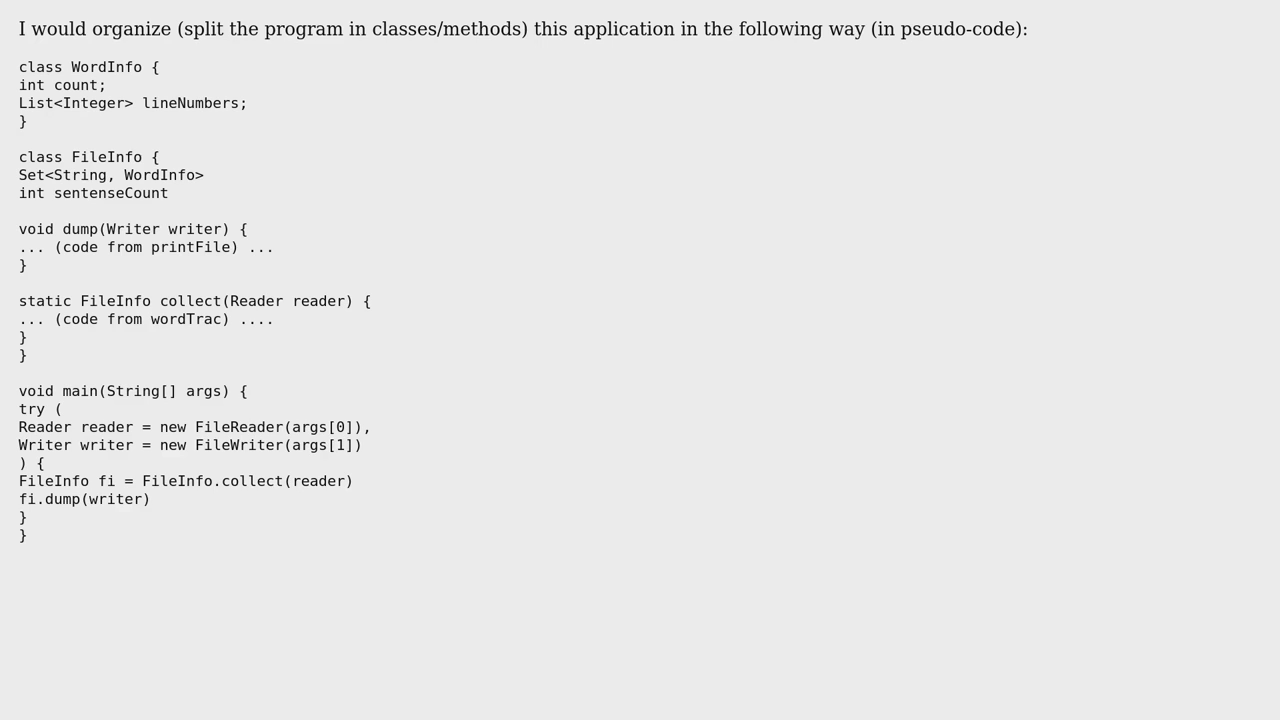 I would organize (split the program in classes/methods) this application in the following way (in pseudo-code):
class WordInfo {
int count;
List<Integer> lineNumbers;
}
class FileInfo {
Set<String, WordInfo>
int sentenseCount
void dump(Writer writer) {
... (code from printFile) ...
}
static FileInfo collect(Reader reader) {
... (code from wordTrac) ....
}
}
void main(String[] args) {
try (
Reader reader = new FileReader(args[0]),
Writer writer = new FileWriter(args[1])
) {
FileInfo fi = FileInfo.collect(reader)
fi.dump(writer)
}
}